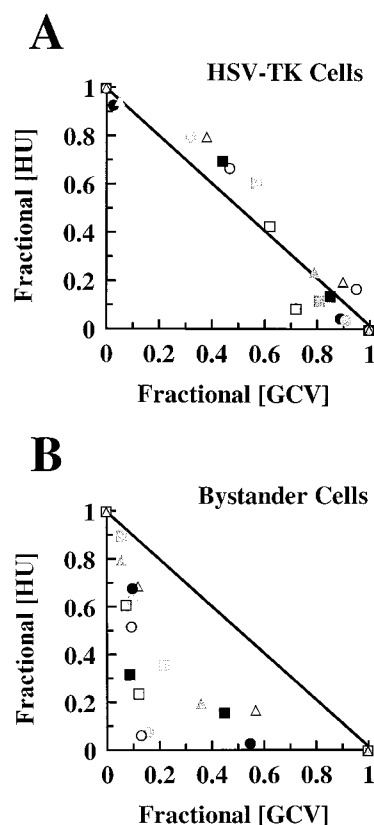 A
HSV-TK Cells
1
0.8
0.6
0.4
0.2
0
Fractional [HU]
0 0.2 0.4 0.6 0.8 1
Fractional [GCV]
B
Bystander Cells
1
0.8
0.6
0.4
0.2
0
Fractional [HU]
0 0.2 0.4 0.6 0.8 1
Fractional [GCV]